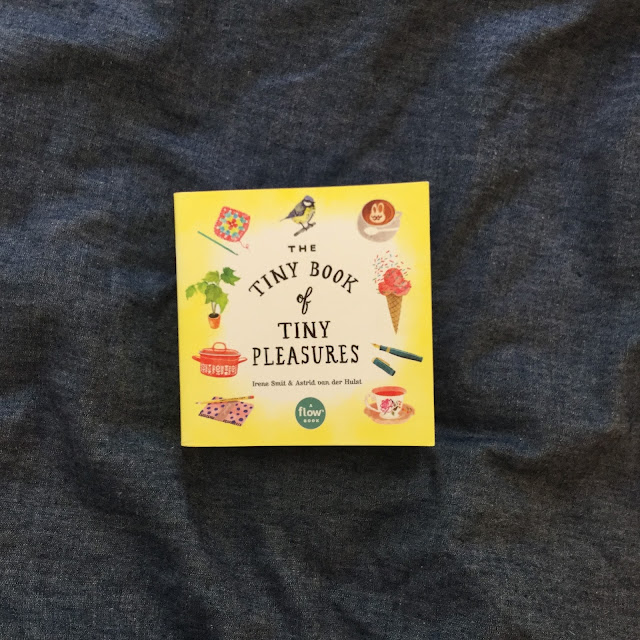 THE
TINY BOOK
of
TINY
PLEASURES
Irene Smit & Astrid van der Hulst
A
flow
BOOK